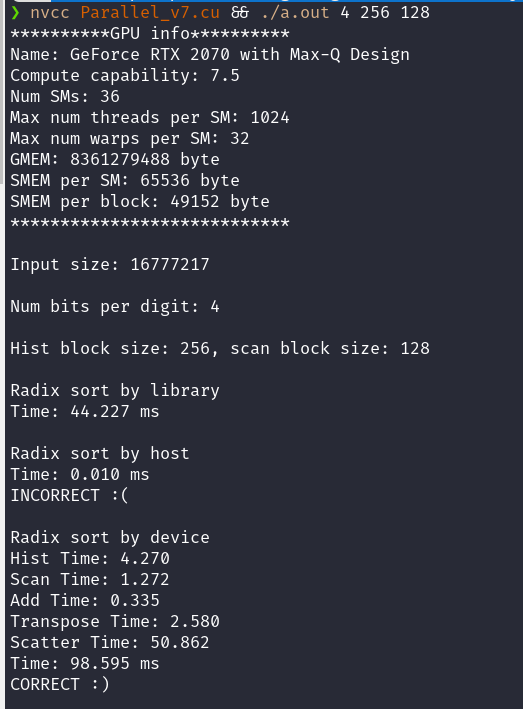 ❯ nvcc Parallel_v7.cu && ./a.out 4 256 128
**********GPU info**********
Name: GeForce RTX 2070 with Max-Q Design
Compute capability: 7.5
Num SMs: 36
Max num threads per SM: 1024
Max num warps per SM: 32
GMEM: 8361279488 byte
SMEM per SM: 65536 byte
SMEM per block: 49152 byte
****************************
Input size: 16777217
Num bits per digit: 4
Hist block size: 256, scan block size: 128
Radix sort by library
Time: 44.227 ms
Radix sort by host
Time: 0.010 ms
INCORRECT :(
Radix sort by device
Hist Time: 4.270
Scan Time: 1.272
Add Time: 0.335
Transpose Time: 2.580
Scatter Time: 50.862
Time: 98.595 ms
CORRECT :)